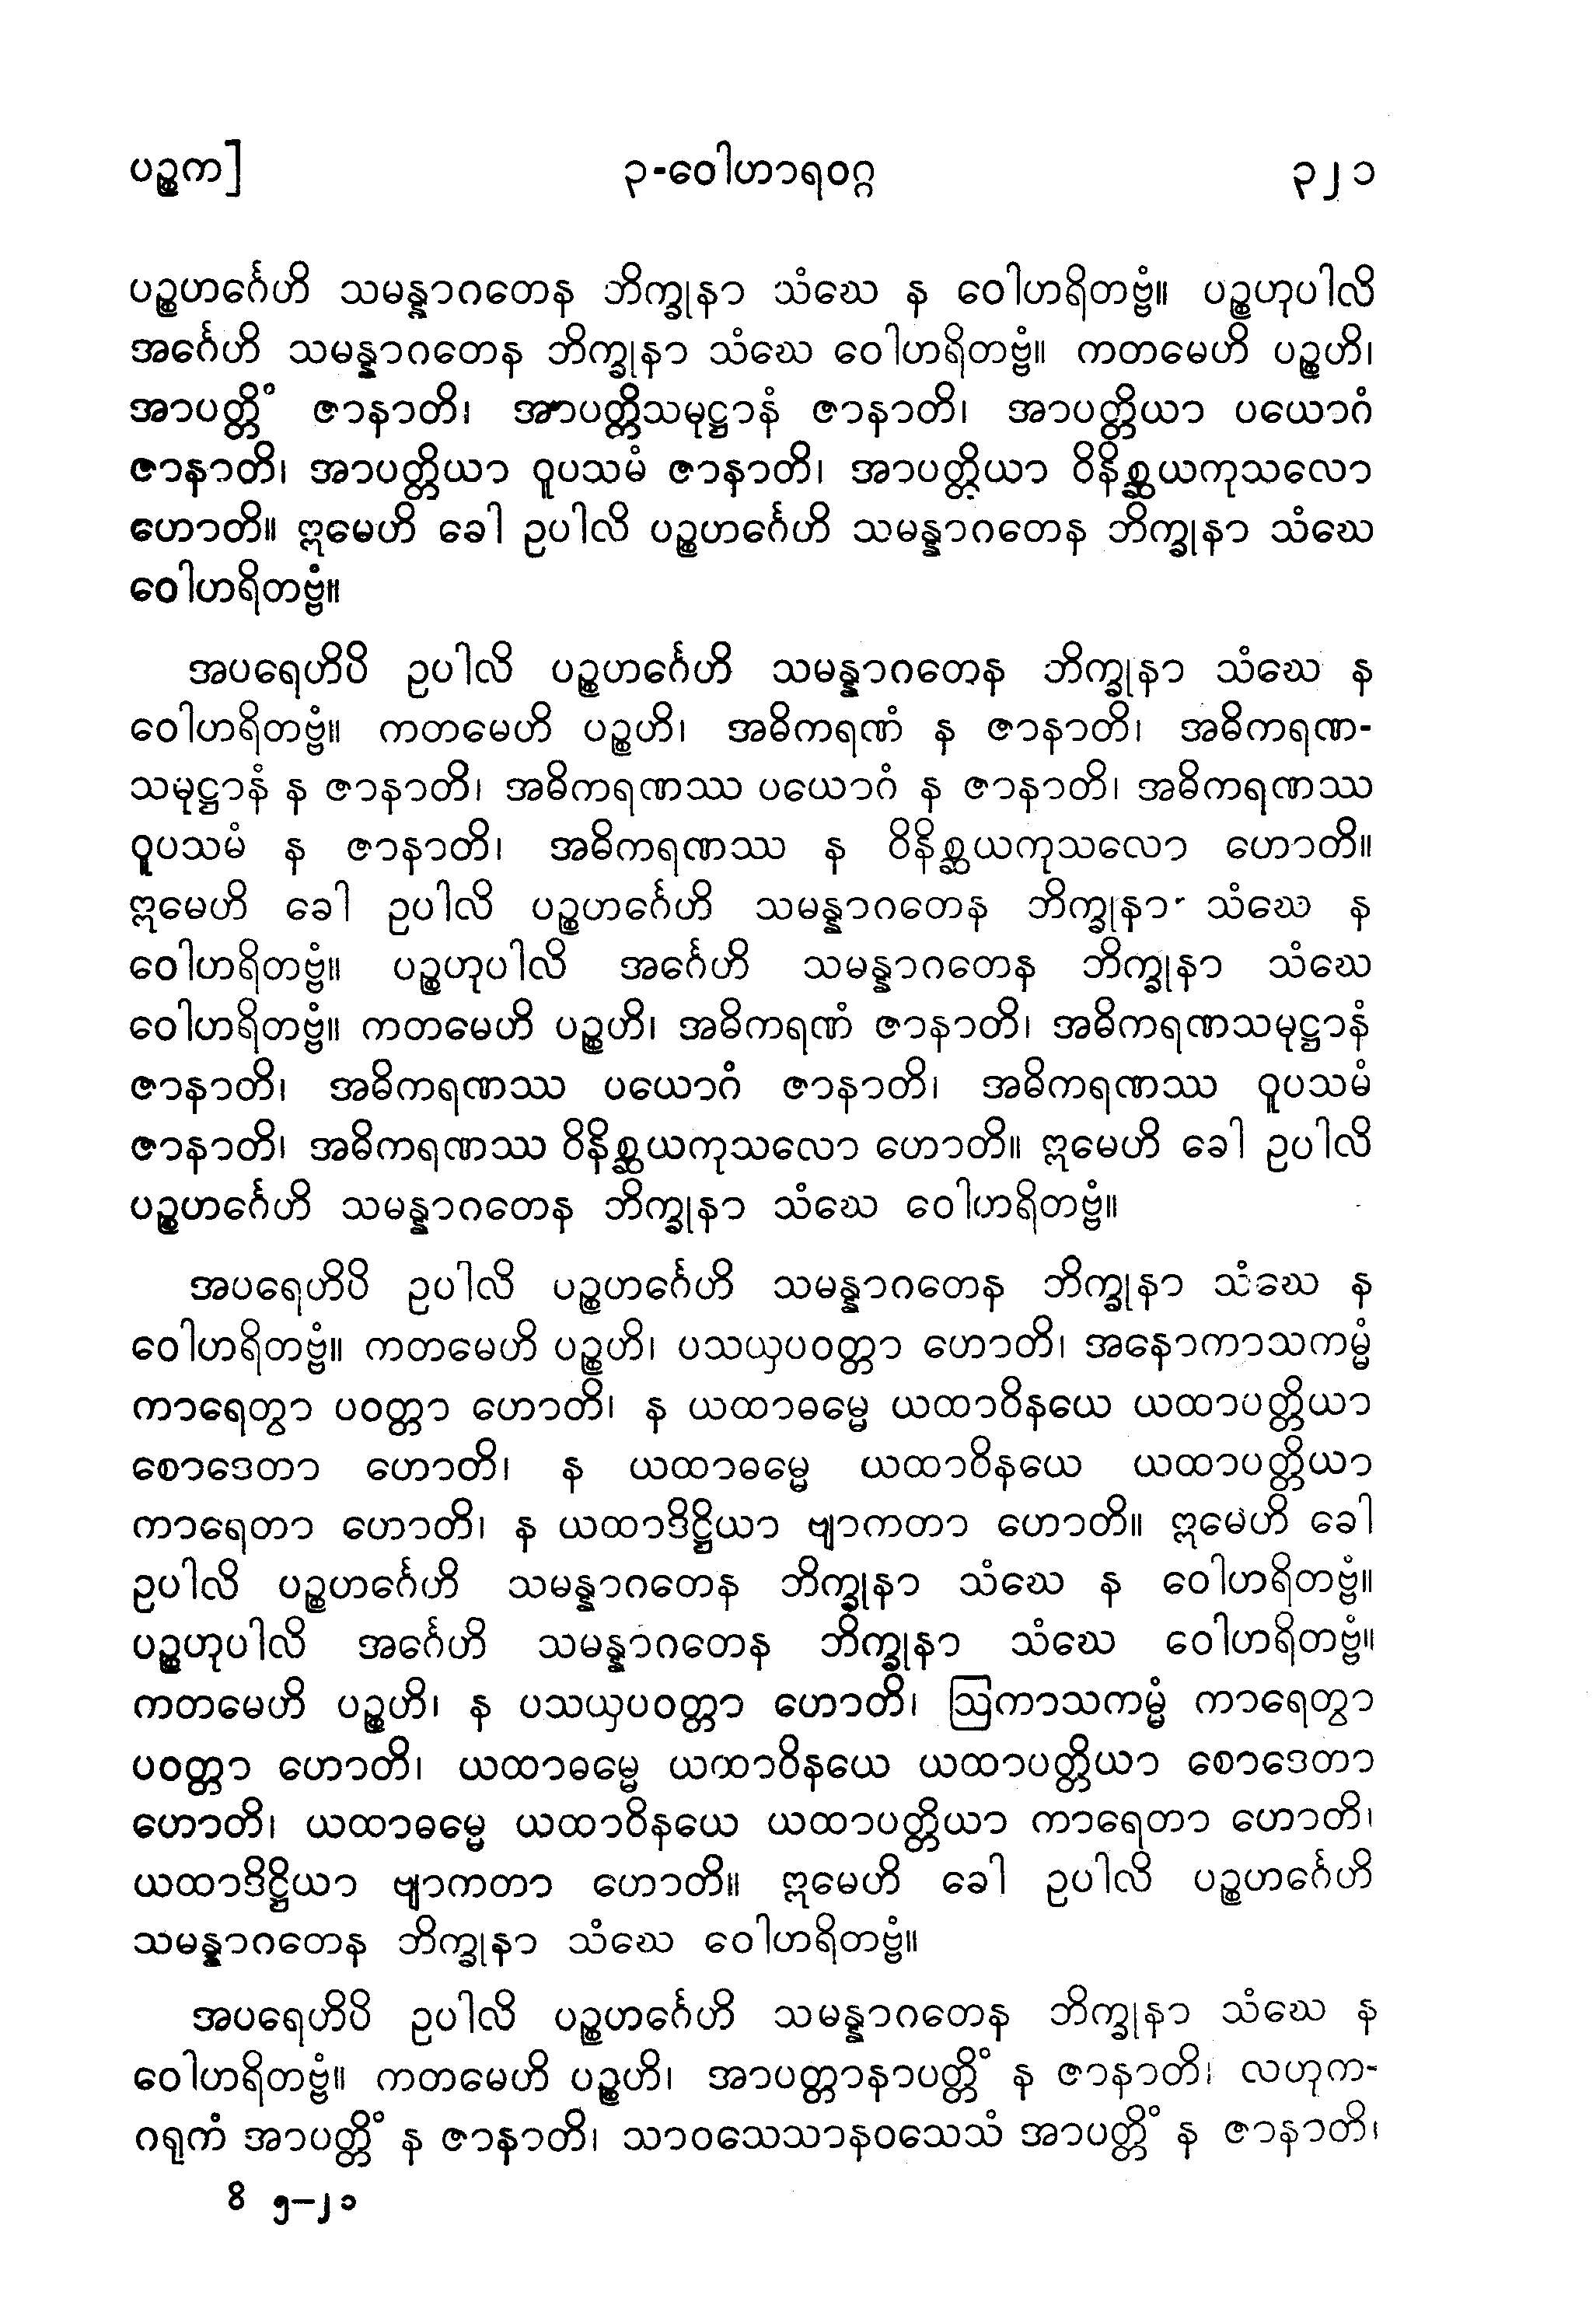 ပဉ္စက]
၃-ဝေါဟာရဝဂ္ဂ
၃၂၁
ပဉ္စဟင်္ဂေဟိ သမန္နာဂတေန ဘိက္ခုနာ သံဃေ န ဝေါဟရိတဗ္ဗံ။ ပဉ္စဟုပါလိ
အင်္ဂေဟိ သမန္နာဂတေန ဘိက္ခုနာ သံဃေ ဝေါဟရိတဗ္ဗံ။ ကတမေဟိ ပဉ္စဟိ၊
အာပတ္တိံ ဇာနာတိ၊ အာပတ္တိသမုဋ္ဌာနံ ဇာနာတိ၊ အာပတ္တိယာ ပယောဂံ
ဇာနာတိ၊ အာပတ္တိယာ ဝူပသမံ ဇာနာတိ၊ အာပတ္တိယာ ဝိနိစ္ဆယကုသလော
ဟောတိ။ ဣမေဟိ ခေါ ဥပါလိ ပဉ္စဟင်္ဂေဟိ သမန္နာဂတေန ဘိက္ခုနာ သံဃေ
ဝေါဟရိတဗ္ဗံ။
အပရေဟိပိ ဥပါလိ ပဉ္စဟင်္ဂေဟိ သမန္နာဂတေန ဘိက္ခုနာ သံဃေ န
ဝေါဟရိတဗ္ဗံ။ ကတမေဟိ ပဉ္စဟိ၊ အဓိကရဏံ န ဇာနာတိ၊ အဓိကရဏ-
သမုဋ္ဌာနံ န ဇာနာတိ၊ အဓိကရဏဿ ပယောဂံ န ဇာနာတိ၊ အဓိကရဏဿ
ဝူပသမံ န ဇာနာတိ၊ အဓိကရဏဿ န ဝိနိစ္ဆယကုသလော ဟောတိ။
ဣမေဟိ ခေါ ဥပါလိ ပဉ္စဟင်္ဂေဟိ သမန္နာဂတေန ဘိက္ခုနာ သံဃေ န
ဝေါဟရိတဗ္ဗံ။ ပဉ္စဟုပါလိ အင်္ဂေဟိ သမန္နာဂတေန ဘိက္ခုနာ သံဃေ
ဝေါဟရိတဗ္ဗံ။ ကတမေဟိ ပဉ္စဟိ၊ အဓိကရဏံ ဇာနာတိ၊ အဓိကရဏသမုဋ္ဌာနံ
ဇာနာတိ၊ အဓိကရဏဿ ပယောဂံ ဇာနာတိ၊ အဓိကရဏဿ ဝူပသမံ
ဇာနာတိ၊ အဓိကရဏဿ ဝိနိစ္ဆယကုသလော ဟောတိ။ ဣမေဟိ ခေါ ဥပါလိ
ပဉ္စဟင်္ဂေဟိ သမန္နာဂတေန ဘိက္ခုနာ သံဃေ ဝေါဟရိတဗ္ဗံ။
အပရေဟိပိ ဥပါလိ ပဉ္စဟင်္ဂေဟိ သမန္နာဂတေန ဘိက္ခုနာ သံဃေ န
ဝေါဟရိတဗ္ဗံ။ ကတမေဟိ ပဉ္စဟိ၊ ပသယှပဝတ္တာ ဟောတိ၊ အနောကာသကမ္မံ
ကာရေတွာ ပဝတ္တာ ဟောတိ၊ န ယထာဓမ္မေ ယထာဝိနယေ ယထာပတ္တိယာ
စောဒေတာ ဟောတိ၊ န ယထာဓမ္မေ ယထာဝိနယေ ယထာပတ္တိယာ
ကာရေတာ ဟောတိ၊ န ယထာဒိဋ္ဌိယာ ဗျာကတာ ဟောတိ။ ဣမေဟိ ခေါ
ဥပါလိ ပဉ္စဟင်္ဂေဟိ သမန္နာဂတေန ဘိက္ခုနာ သံဃေ န ဝေါဟရိတဗ္ဗံ။
ပဉ္စဟုပါလိ အင်္ဂေဟိ သမန္နာဂတေန ဘိက္ခုနာ သံဃေ ဝေါဟရိတဗ္ဗံ။
ကတမေဟိ ပဉ္စဟိ၊ န ပသယှပဝတ္တာ ဟောတိ၊ ဩကာသကမ္မံ ကာရေတွာ
ပဝတ္တာ ဟောတိ၊ ယထာဓမ္မေ ယထာဝိနယေ ယထာပတ္တိယာ စောဒေတာ
ဟောတိ၊ ယထာဓမ္မေ ယထာဝိနယေ ယထာပတ္တိယာ ကာရေတာ ဟောတိ၊
ယထာဒိဋ္ဌိယာ ဗျာကတာ ဟောတိ။ ဣမေဟိ ခေါ ဥပါလိ ပဉ္စဟင်္ဂေဟိ
သမန္နာဂတေန ဘိက္ခုနာ သံဃေ ဝေါဟရိတဗ္ဗံ။
အပရေဟိပိ ဥပါလိ ပဉ္စဟင်္ဂေဟိ သမန္နာဂတေန ဘိက္ခုနာ သံဃေ န
ဝေါဟရိတဗ္ဗံ။ ကတမေဟိ ပဉ္စဟိ၊ အာပတ္တာနာပတ္တိံ န ဇာနာတိ၊ လဟုက-
ဂရုကံ အာပတ္တိံ န ဇာနာတိ၊ သာဝသေသာနဝသေသံ အာပတ္တိံ န ဇာနာတိ၊
ဝိ ၅—၂၁